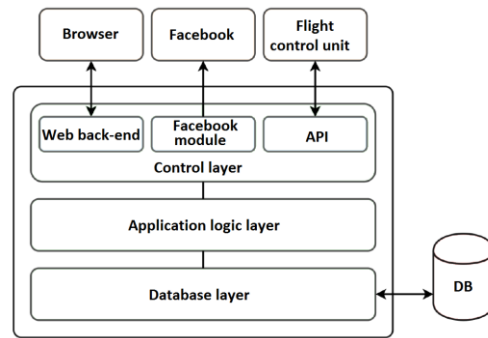 Browser
Facebook
Flight
control unit
Web back-end
Facebook
module
API
Control layer
Application logic layer
Database layer
DB